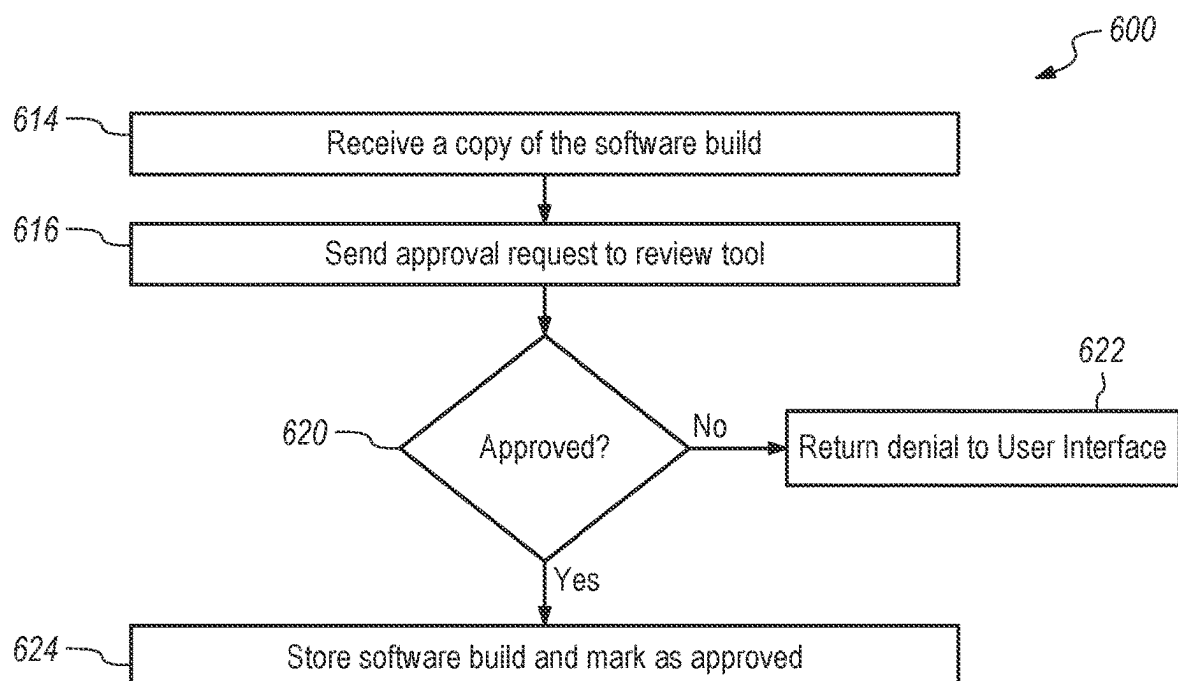 600
614
Receive a copy of the software build
616
Send approval request to review tool
622
620
Approved?
No
Return denial to User Interface
Yes
624
Store software build and mark as approved